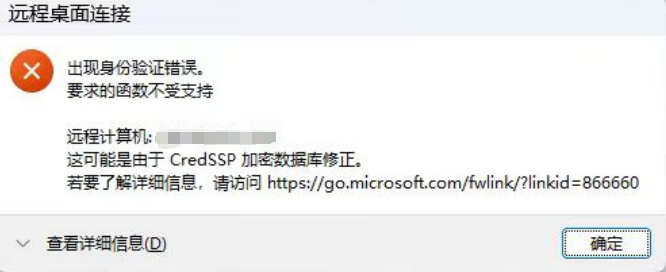 远程桌面连接
出现身份验证错误。
要求的函数不受支持
远程计算机:
这可能是由于 CredSSP 加密数据库修正。
若要了解详细信息，请访问 https://go.microsoft.com/fwlink/?linkid=866660
查看详细信息(D)
确定